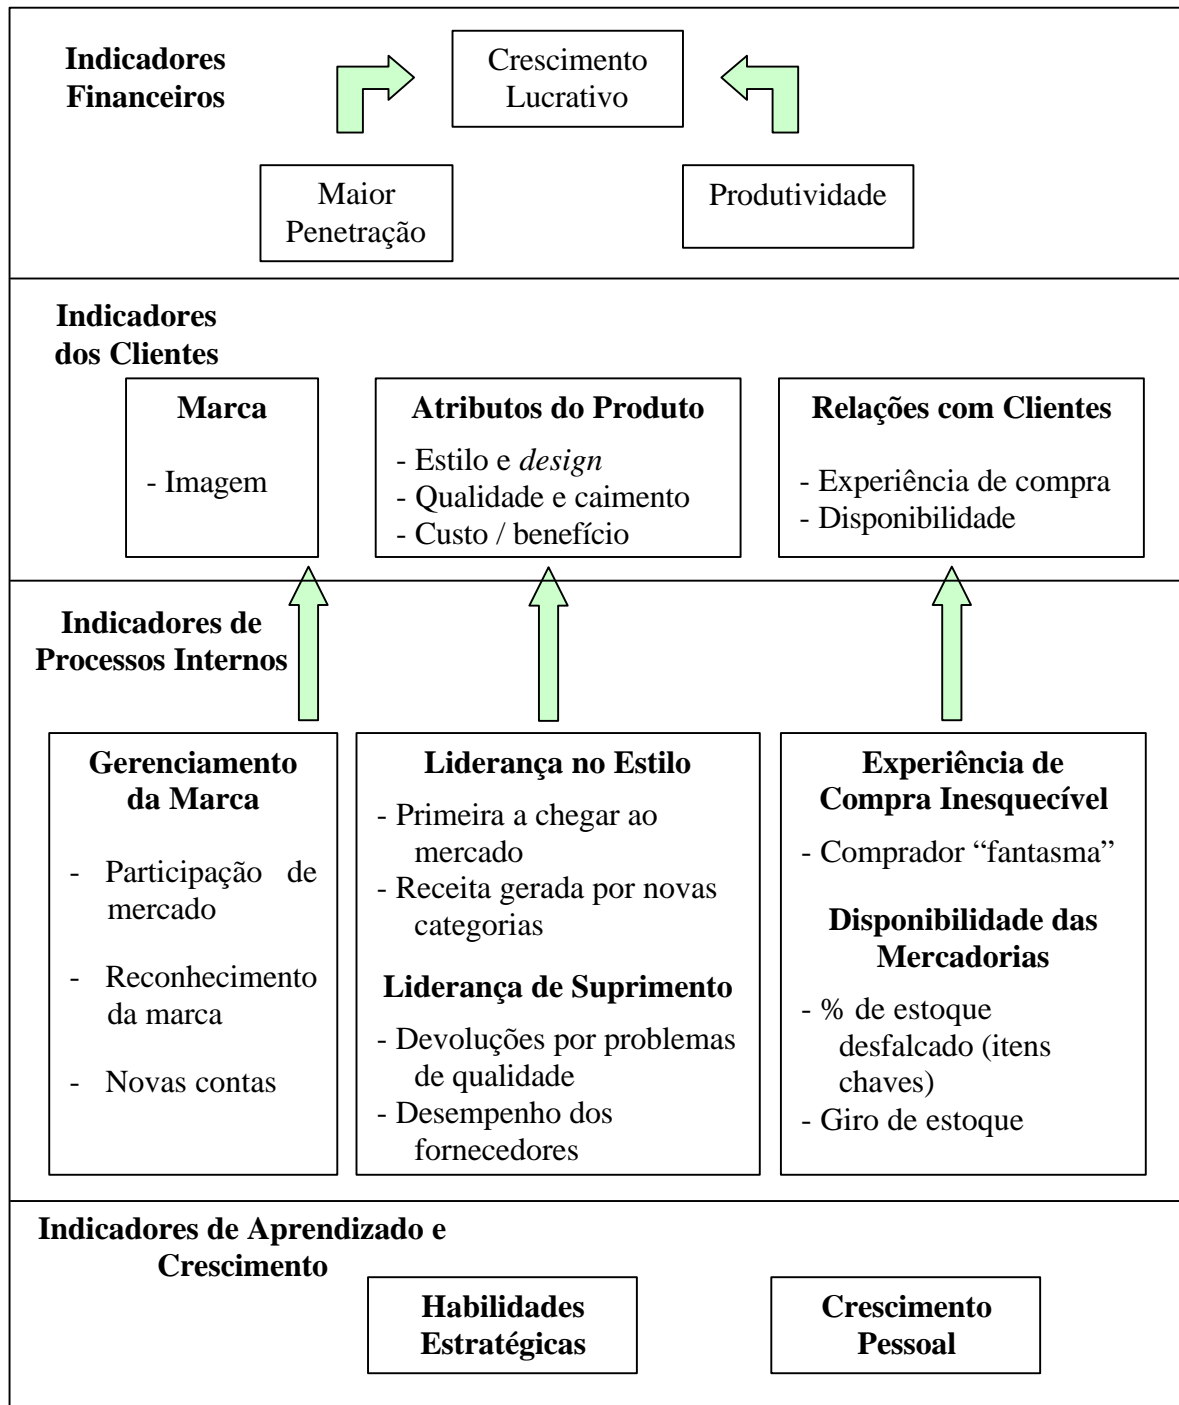 Indicadores
Financeiros
Crescimento
Lucrativo
Maior
Penetração
Produtividade
Indicadores
dos Clientes
Marca
- Imagem
Atributos do Produto
- Estilo e design
- Qualidade e caimento
- Custo / benefício
Relações com Clientes
- Experiência de compra
- Disponibilidade
Indicadores de
Processos Internos
Gerenciamento
da Marca
- Participação de
mercado
- Reconhecimento
da marca
- Novas contas
Liderança no Estilo
- Primeira a chegar ao
mercado
- Receita gerada por novas
categorias
Liderança de Suprimento
- Devoluções por problemas
de qualidade
- Desempenho dos
fornecedores
Experiência de
Compra Inesquecível
- Comprador “fantasma”
Disponibilidade das
Mercadorias
- % de estoque
desfalcado (itens
chaves)
- Giro de estoque
Indicadores de Aprendizado e
Crescimento
Habilidades
Estratégicas
Crescimento
Pessoal